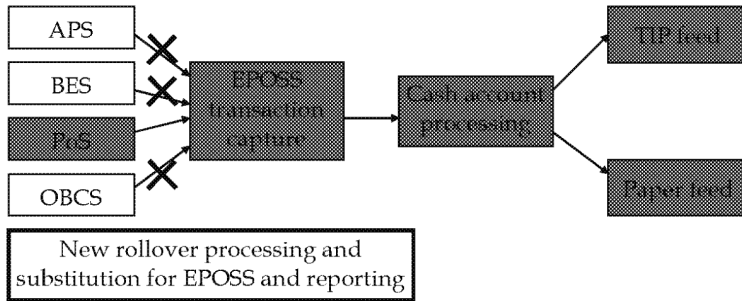 APS
BES
PoS
OBCS
EPOSS
transaction
capture
Cash account
processing
TIP feed
Paper feed
New rollover processing and
substitution for EPOSS and reporting